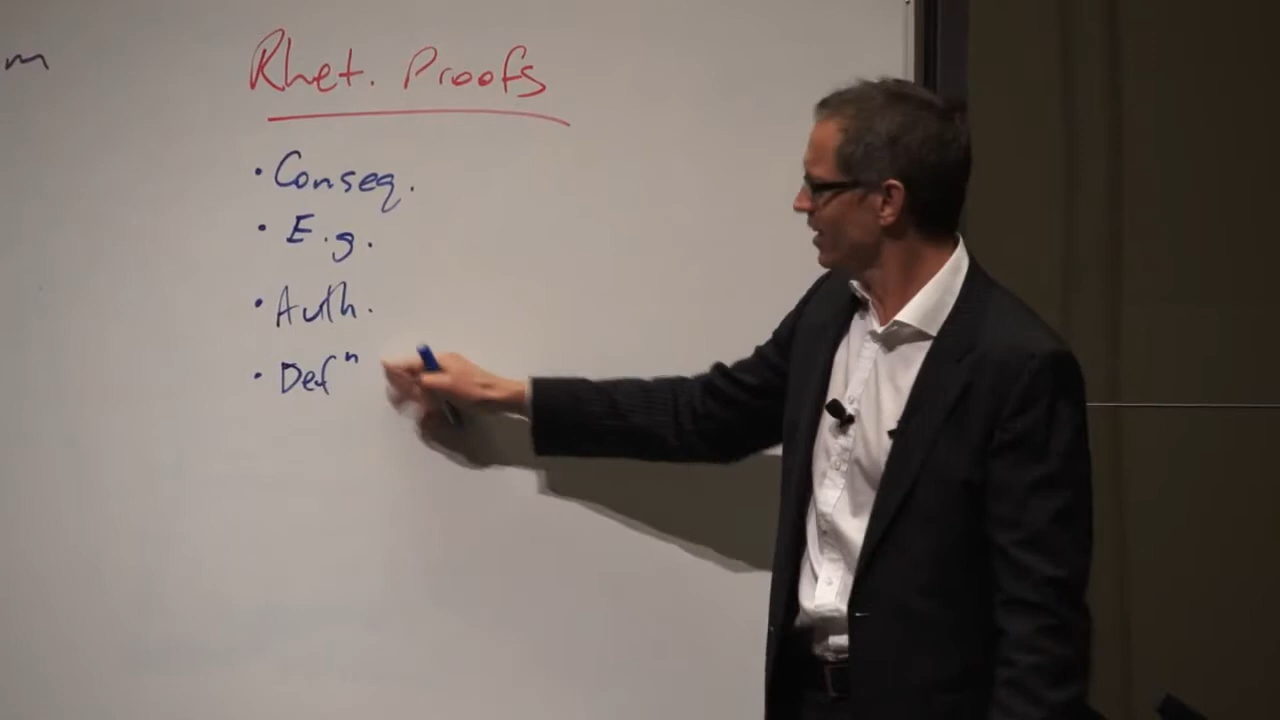 m
Rhet. Proofs
• Conseq.
• E.g.
• Auth.
• Defⁿ